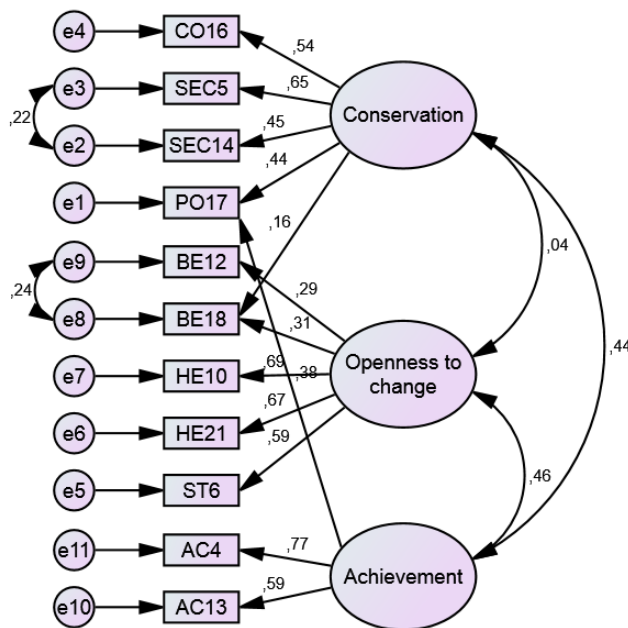 e4
CO16
,54
e3
SEC5
,65
Conservation
,22
e2
SEC14
,45
,44
e1
PO17
,16
e9
BE12
,04
,24
,29
e8
BE18
,31
,44
e7
HE10
,69
,38
Openness to
change
e6
HE21
,67
e5
ST6
,59
,46
e11
AC4
,77
Achievement
e10
AC13
,59